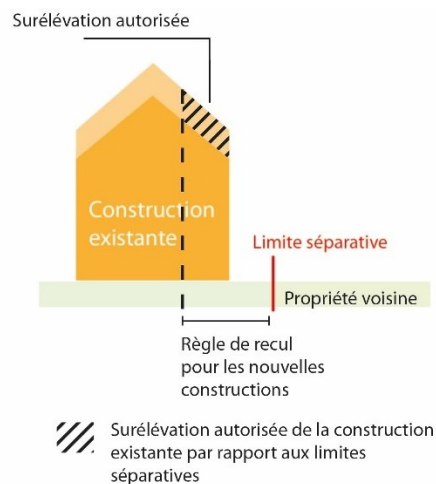 Surélévation autorisée
Construction
existante
Limite séparative
Propriété voisine
Règle de recul
pour les nouvelles
constructions
Surélévation autorisée de la construction
existante par rapport aux limites
séparatives